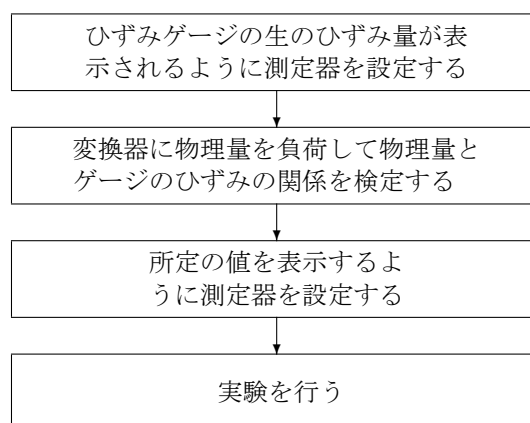 ひずみゲージの生のひずみ量が表
示されるように測定器を設定する
変換器に物理量を負荷して物理量と
ゲージのひずみの関係を検定する
所定の値を表示するよ
うに測定器を設定する
実験を行う